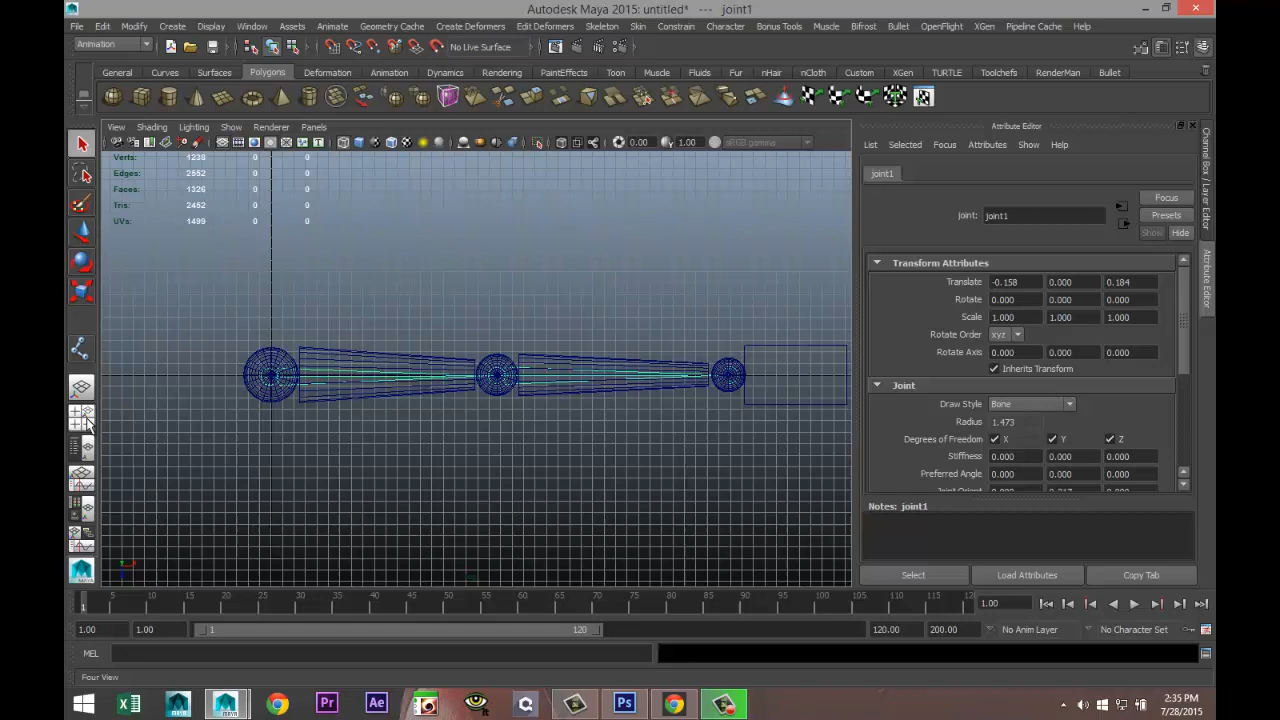 Autodesk Maya 2015: untitled* --- joint1
File Edit Modify Create Display Window Assets Animate Geometry Cache Create Deformers Edit Deformers Skeleton Skin Constrain Character Bonus Tools Muscle Bifrost Bullet OpenFlight XGen Pipeline Cache Help
Animation No Live Surface
General Curves Surfaces Polygons Deformation Animation Dynamics Rendering PaintEffects Toon Muscle Fluids Fur nHair nCloth Custom XGen TURTLE Toolchefs RenderMan Bullet
View Shading Lighting Show Renderer Panels
0.00 1.00 sRGB gamma
Verts: 1238 0 0
Edges: 2552 0 0
Faces: 1326 0 0
Tris: 2452 0 0
UVs: 1499 0 0
Attribute Editor
List Selected Focus Attributes Show Help
joint1
joint: joint1
Focus
Presets
Show Hide
Transform Attributes
Translate -0.158 0.000 0.184
Rotate 0.000 0.000 0.000
Scale 1.000 1.000 1.000
Rotate Order xyz
Rotate Axis 0.000 0.000 0.000
Inherits Transform
Joint
Draw Style Bone
Radius 1.473
Degrees of Freedom X Y Z
Stiffness 0.000 0.000 0.000
Preferred Angle 0.000 0.000 0.000
Notes: joint1
Select Load Attributes Copy Tab
Channel Box / Layer Editor
Attribute Editor
1 5 10 15 20 25 30 35 40 45 50 55 60 65 70 75 80 85 90 95 100 105 110 115 120 1.00
1.00 1.00 1 120 120.00 200.00 No Anim Layer No Character Set
MEL
Four View
2:35 PM
7/28/2015